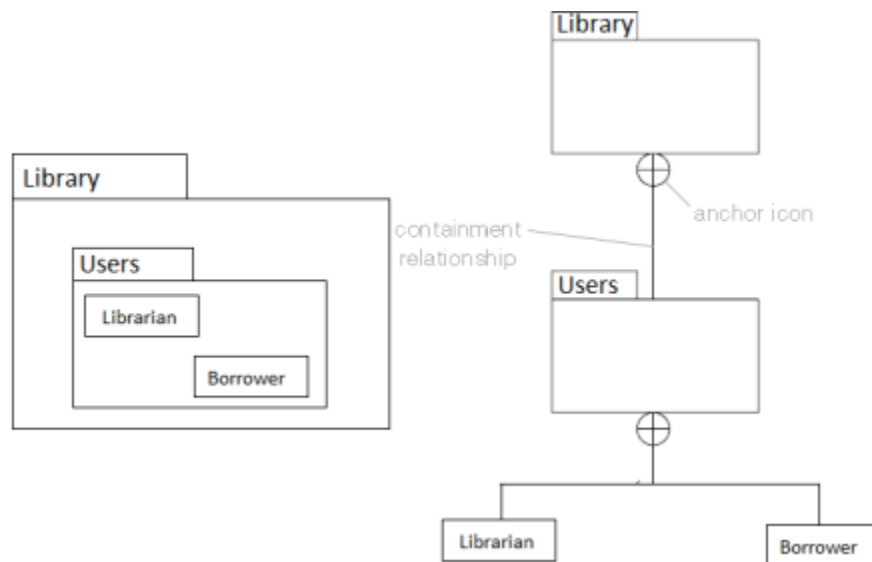 Library
Users
Librarian
Borrower
Library
anchor icon
containment
relationship
Users
Librarian
Borrower